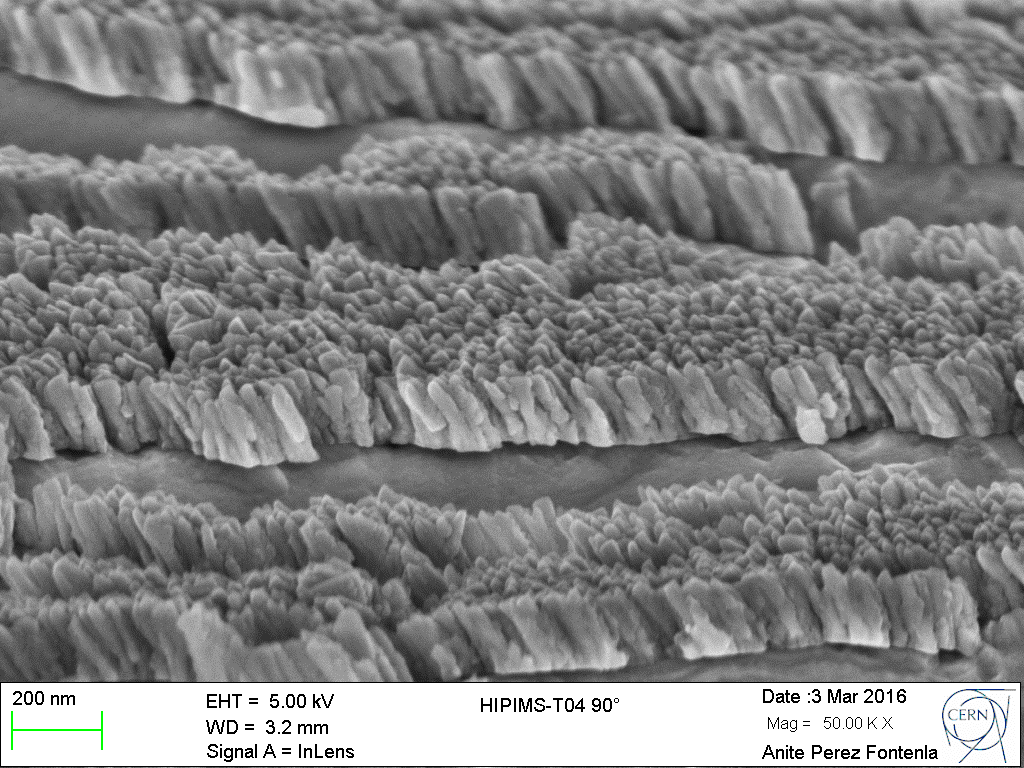 200 nm
EHT = 5.00 kV
WD = 3.2 mm
Signal A = InLens
HIPIMS-T04 90°
Date :3 Mar 2016
Mag = 50.00 K X
Anite Perez Fontenla
CERN